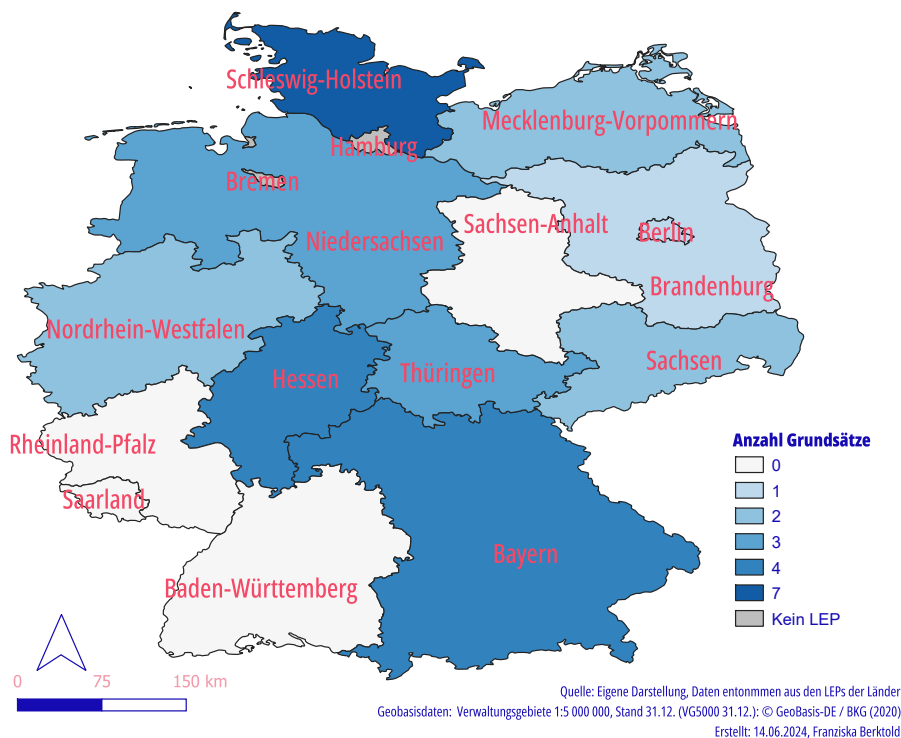 Schleswig-Holstein
Mecklenburg-Vorpommern
Hamburg
Bremen
Sachsen-Anhalt
Berlin
Niedersachsen
Brandenburg
Nordrhein-Westfalen
Sachsen
Hessen
Thüringen
Rheinland-Pfalz
Saarland
Bayern
Baden-Württemberg
Anzahl Grundsätze
0
1
2
3
4
7
Kein LEP
0 75 150 km
Quelle: Eigene Darstellung, Daten entonmmen aus den LEPs der Länder
Geobasisdaten: Verwaltungsgebiete 1:5 000 000, Stand 31.12. (VG5000 31.12.): © GeoBasis-DE / BKG (2020)
Erstellt: 14.06.2024, Franziska Berktold